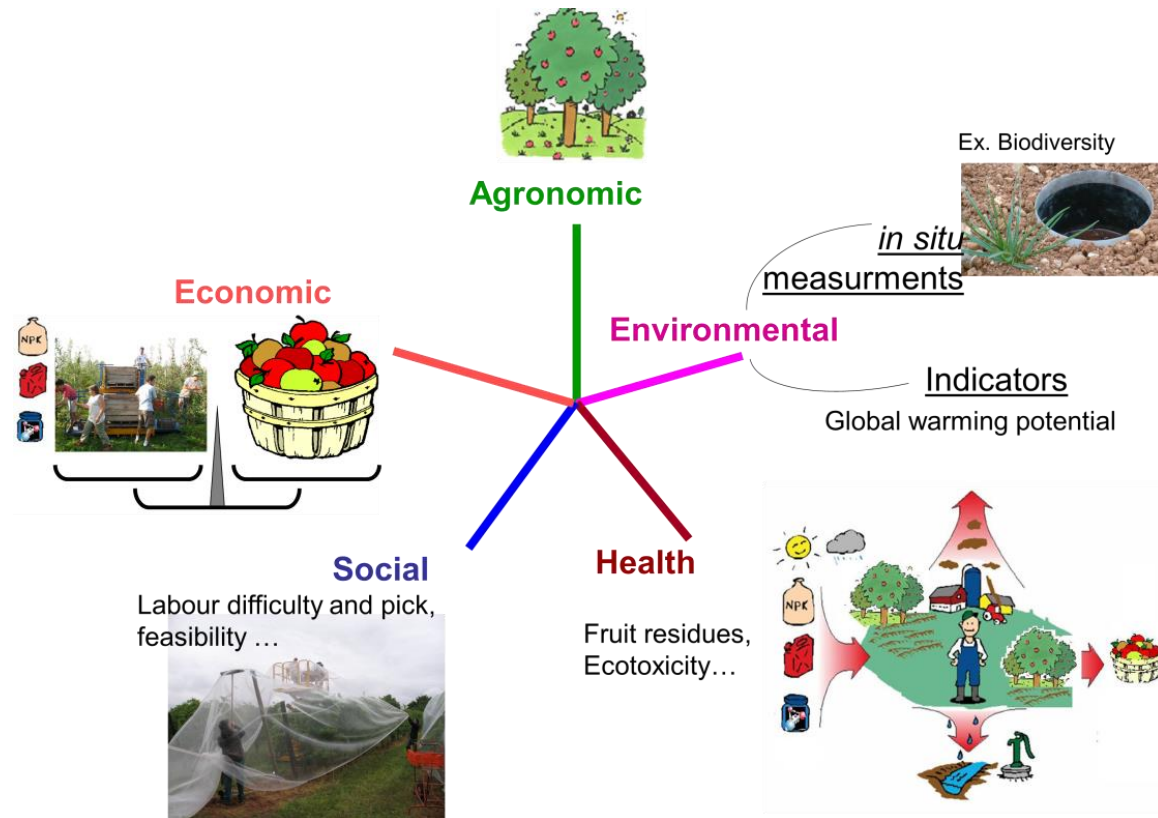 Agronomic
Ex. Biodiversity
in situ
measurments
Economic
NPK
Environmental
Indicators
Global warming potential
Social
Labour difficulty and pick,
feasibility …
Health
Fruit residues,
Ecotoxicity…
NPK